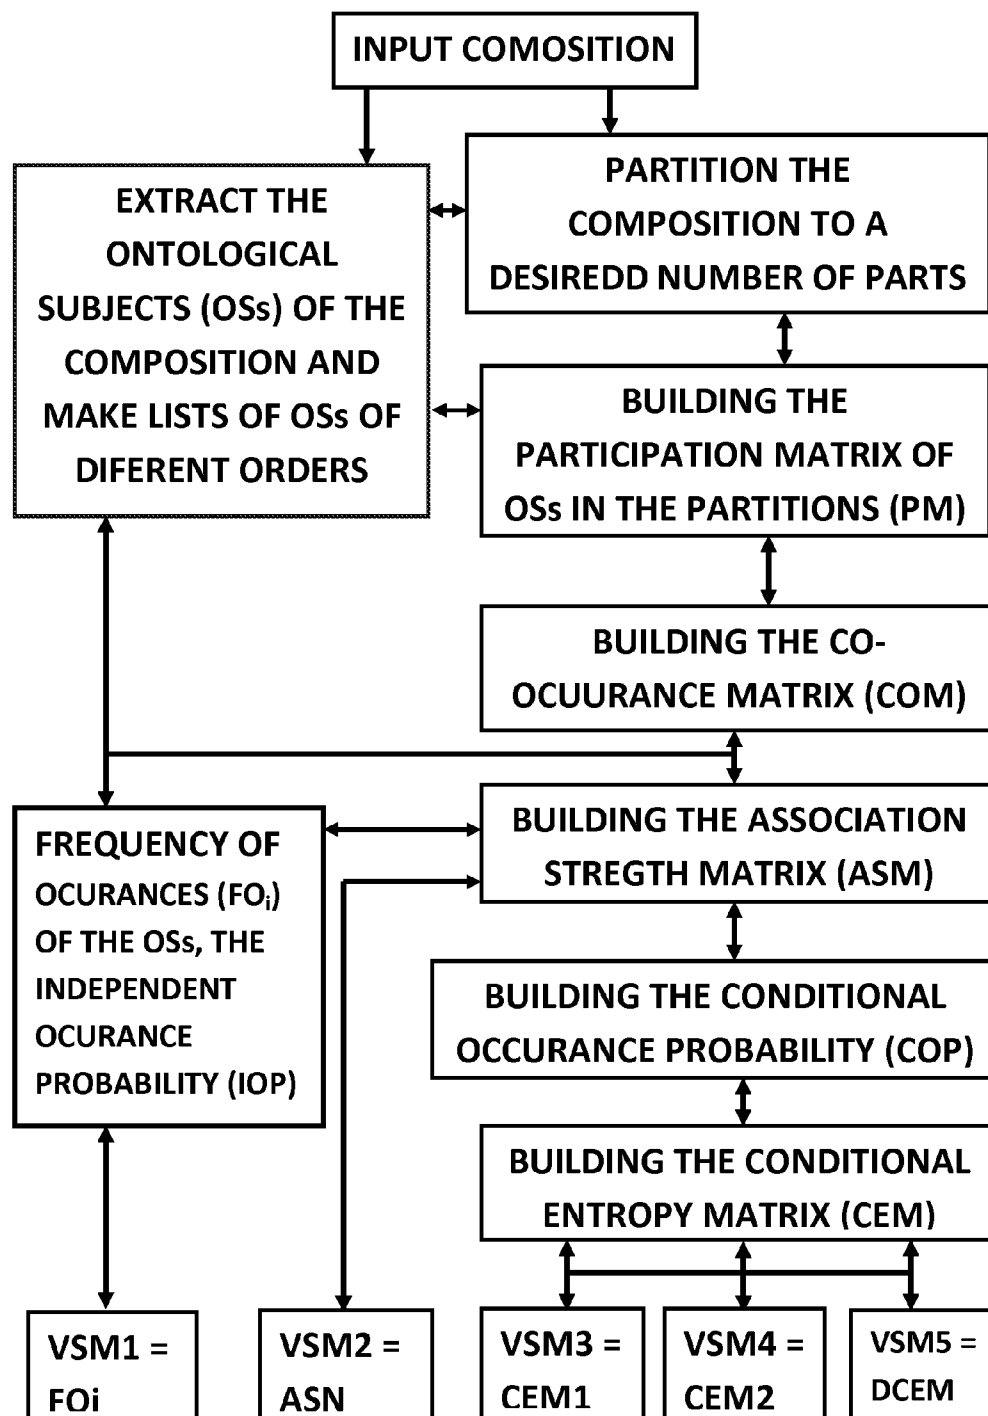 INPUT COMOSITION
PARTITION THE
COMPOSITION TO A
DESIREDD NUMBER OF PARTS
EXTRACT THE
ONTOLOGICAL
SUBJECTS (OSs) OF THE
COMPOSITION AND
MAKE LISTS OF OSs OF
DIFERENT ORDERS
BUILDING THE
PARTICIPATION MATRIX OF
OSs IN THE PARTITIONS (PM)
BUILDING THE CO-
OCUURANCE MATRIX (COM)
BUILDING THE ASSOCIATION
STREGTH MATRIX (ASM)
FREQUENCY OF
OCURANCES (FOi)
OF THE OSs, THE
INDEPENDENT
OCURANCE
PROBABILITY (IOP)
BUILDING THE CONDITIONAL
OCCURANCE PROBABILITY (COP)
BUILDING THE CONDITIONAL
ENTROPY MATRIX (CEM)
VSM1 =
FOi
VSM2 =
ASN
VSM3 =
CEM1
VSM4 =
CEM2
VSM5 =
DCEM